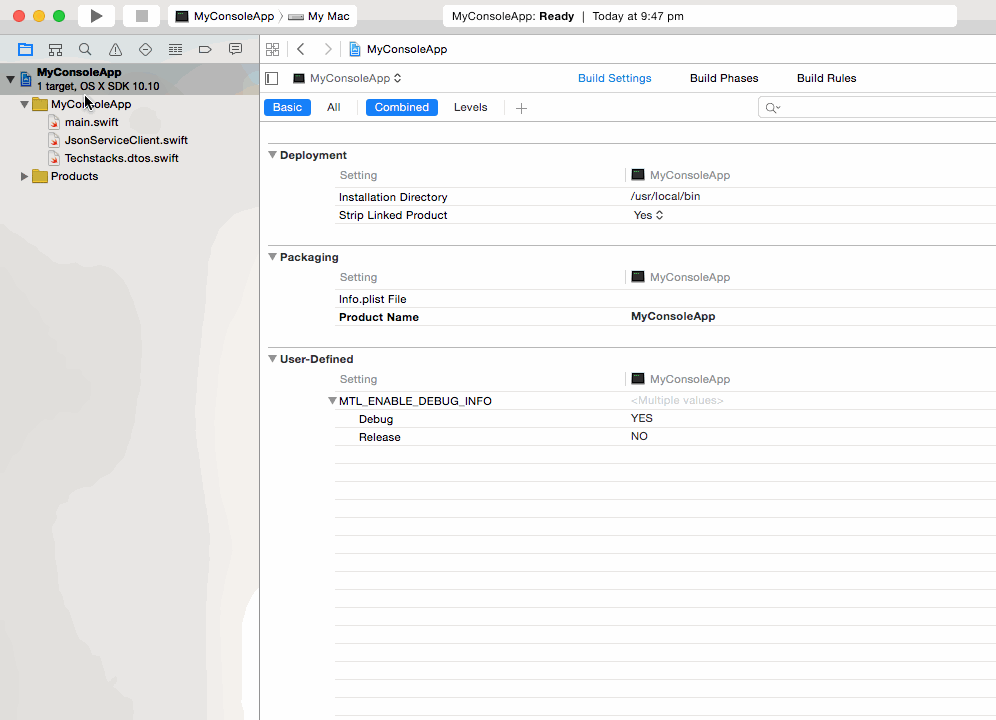 MyConsoleApp My Mac
MyConsoleApp: Ready | Today at 9:47 pm
MyConsoleApp
1 target, OS X SDK 10.10
MyConsoleApp
main.swift
JsonServiceClient.swift
Techstacks.dtos.swift
Products
MyConsoleApp
MyConsoleApp Build Settings Build Phases Build Rules
Basic All Combined Levels
Deployment
Setting MyConsoleApp
Installation Directory /usr/local/bin
Strip Linked Product Yes
Packaging
Setting MyConsoleApp
Info.plist File
Product Name MyConsoleApp
User-Defined
Setting MyConsoleApp
MTL_ENABLE_DEBUG_INFO <Multiple values>
Debug YES
Release NO